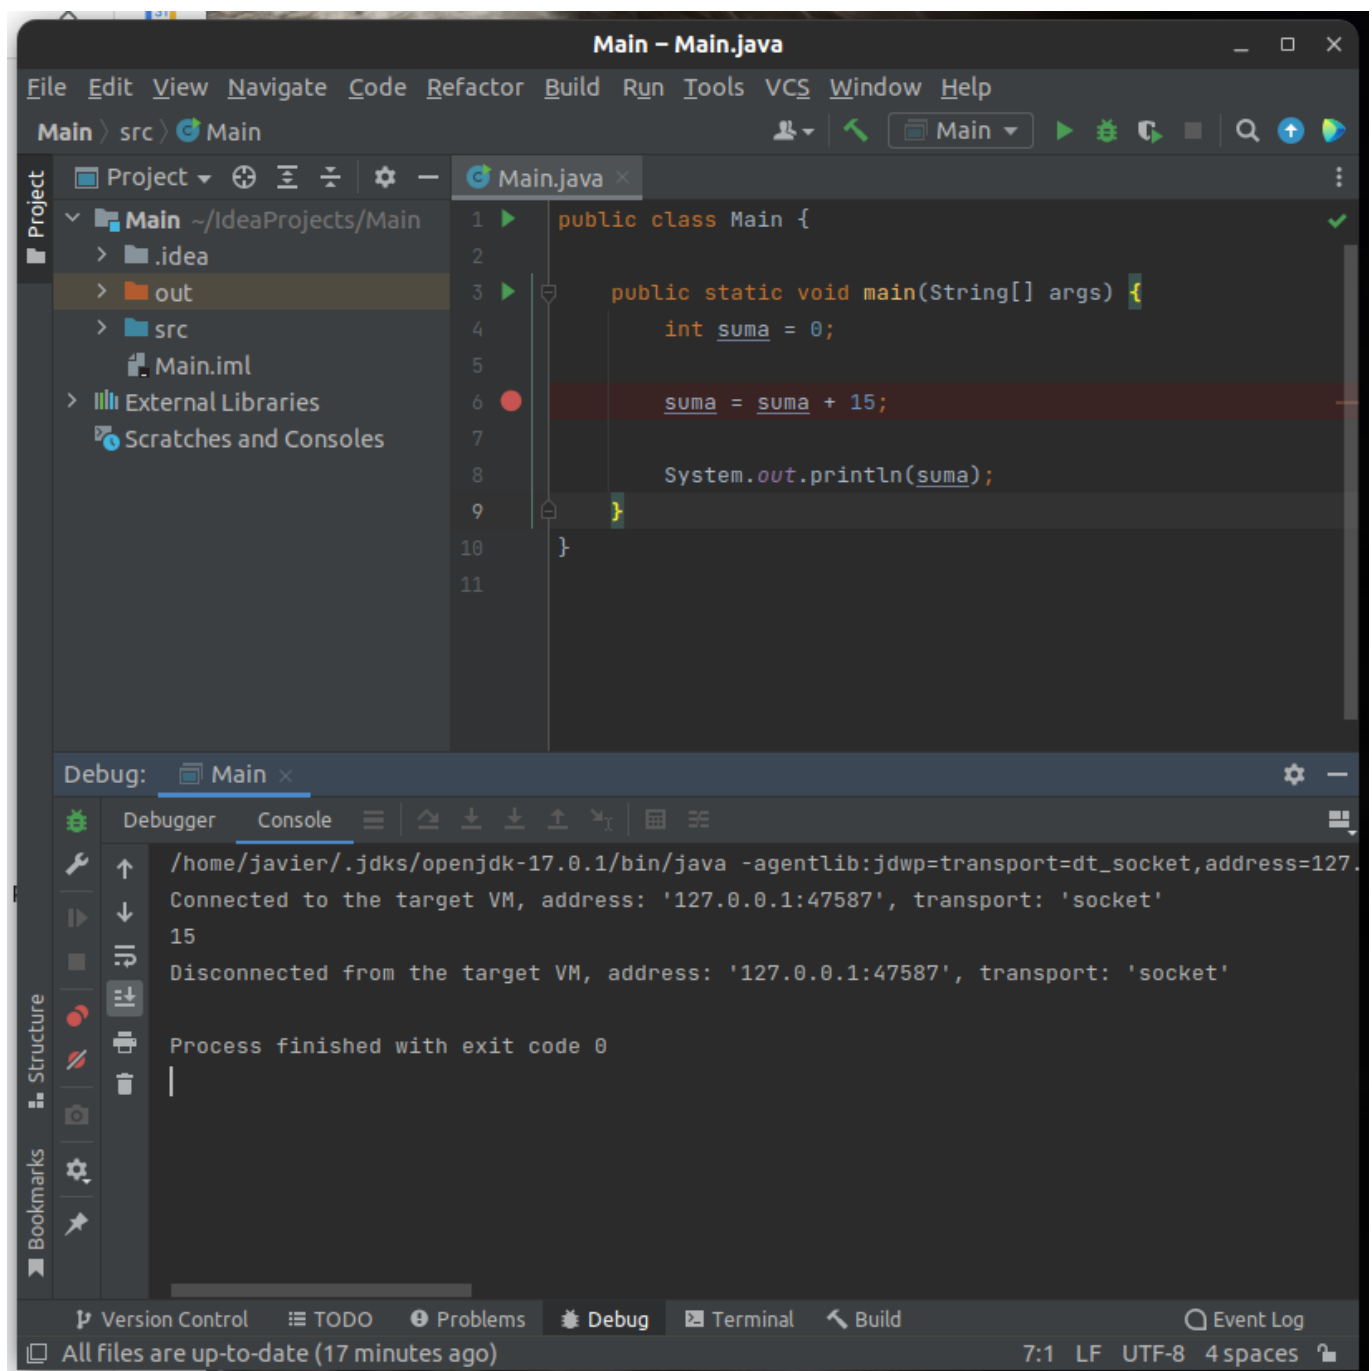 31
Main – Main.java
File Edit View Navigate Code Refactor Build Run Tools VCS Window Help
Main src Main
Main
Project
Project
Main.java
Main ~/IdeaProjects/Main
.idea
out
src
Main.iml
External Libraries
Scratches and Consoles
1 public class Main {
2
3 public static void main(String[] args) {
4 int suma = 0;
5
6 suma = suma + 15;
7
8 System.out.println(suma);
9 }
10 }
11
Debug: Main
Debugger Console
/home/javier/.jdks/openjdk-17.0.1/bin/java -agentlib:jdwp=transport=dt_socket,address=127.
Connected to the target VM, address: '127.0.0.1:47587', transport: 'socket'
15
Disconnected from the target VM, address: '127.0.0.1:47587', transport: 'socket'
Process finished with exit code 0
Structure
Bookmarks
Version Control TODO Problems Debug Terminal Build Event Log
All files are up-to-date (17 minutes ago) 7:1 LF UTF-8 4 spaces